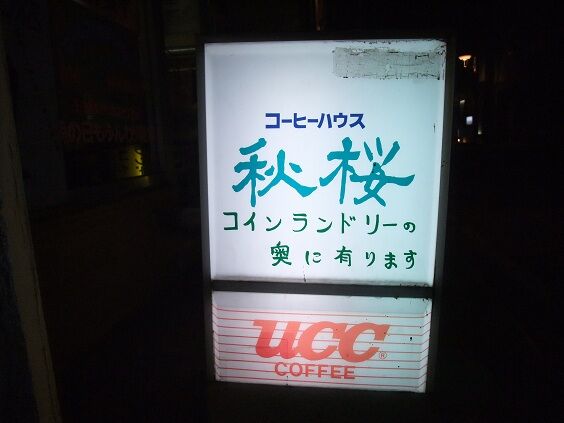 コーヒーハウス
秋桜
コインランドリーの
奥に有ります
UCC®
COFFEE